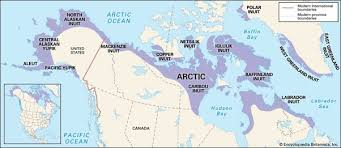 ARCTIC
OCEAN
POLAR
INUIT
Modern international
boundaries
Modern province
boundaries
NORTH
ALASKAN
INUIT
Baffin
Bay
CENTRAL
ALASKAN
YUPIK
UNITED
STATES
MACKENZIE
INUIT
COPPER
INUIT
NETSILIK
INUIT
IGLULIK
INUIT
WEST GREENLAND INUIT
EAST GREENLAND
INUIT
ALEUT
PACIFIC YUPIK
ARCTIC
BAFFINLAND
INUIT
CARIBOU
INUIT
LABRADOR
INUIT
Labrador
Sea
Hudson
Bay
PACIFIC
OCEAN
CANADA
© Encyclopædia Britannica, Inc.